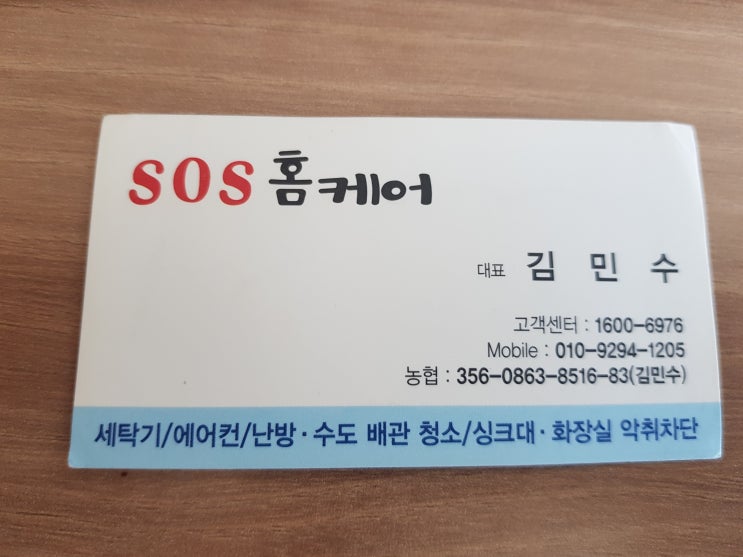 SOS 홈케어
대표 김 민 수
고객센터 : 1600-6976
Mobile : 010-9294-1205
농협 : 356-0863-8516-83(김민수)
세탁기/에어컨/난방·수도 배관 청소/싱크대·화장실 악취차단